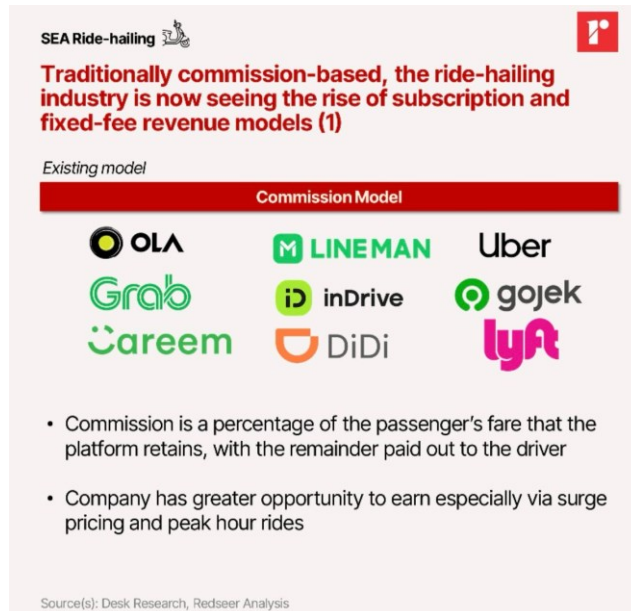 SEA Ride-hailing
r
Traditionally commission-based, the ride-hailing
industry is now seeing the rise of subscription and
fixed-fee revenue models (1)
Existing model
Commission Model
OLA
M LINE MAN
Uber
Grab
iD inDrive
gojek
Careem
DiDi
lyft
• Commission is a percentage of the passenger's fare that the
platform retains, with the remainder paid out to the driver
• Company has greater opportunity to earn especially via surge
pricing and peak hour rides
Source(s): Desk Research, Redseer Analysis